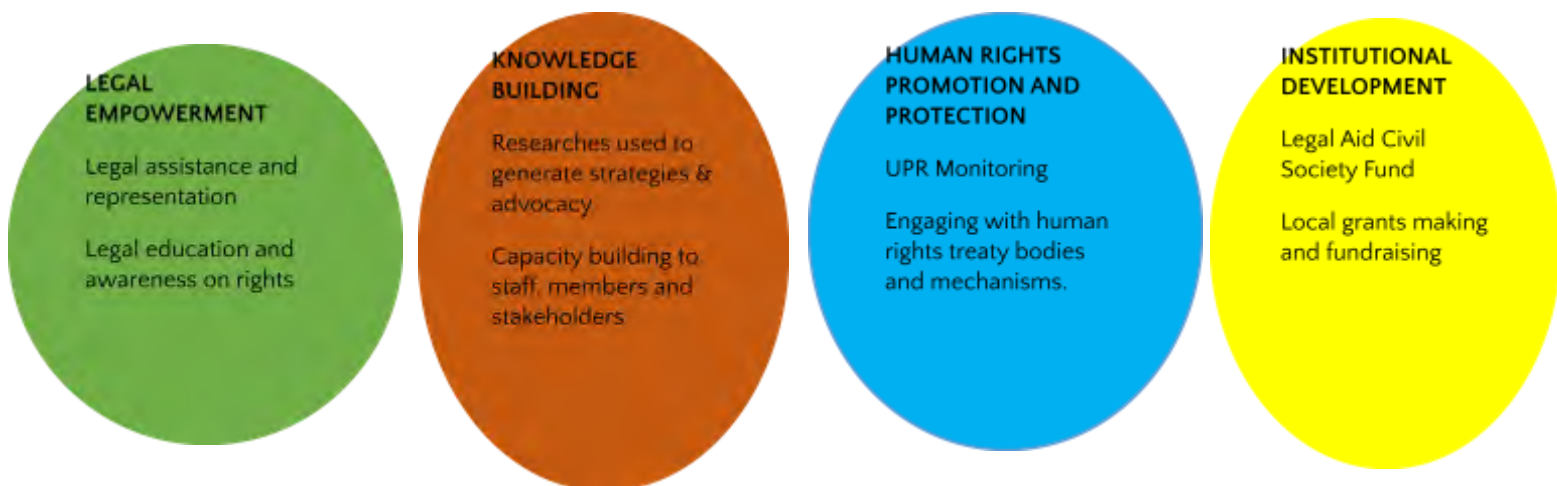 LEGAL
EMPOWERMENT
Legal assistance and
representation
Legal education and
awareness on rights
KNOWLEDGE
BUILDING
Researches used to
generate strategies &
advocacy
Capacity building to
staff, members and
stakeholders
HUMAN RIGHTS
PROMOTION AND
PROTECTION
UPR Monitoring
Engaging with human
rights treaty bodies
and mechanisms.
INSTITUTIONAL
DEVELOPMENT
Legal Aid Civil
Society Fund
Local grants making
and fundraising